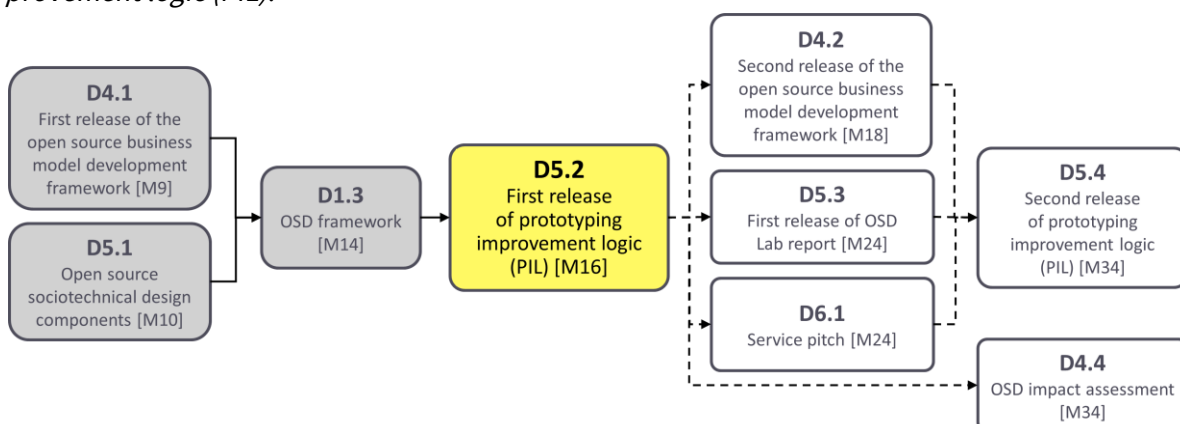 provement logic (PIL).
D4.1
First release of the
open source business
model development
framework [M9]
D5.1
Open source
sociotechnical design
components [M10]
D1.3
OSD framework
[M14]
D5.2
First release
of prototyping
improvement logic
(PIL) [M16]
D4.2
Second release of the
open source business
model development
framework [M18]
D5.3
First release of OSD
Lab report [M24]
D6.1
Service pitch [M24]
D5.4
Second release
of prototyping
improvement logic
(PIL) [M34]
D4.4
OSD impact assessment
[M34]